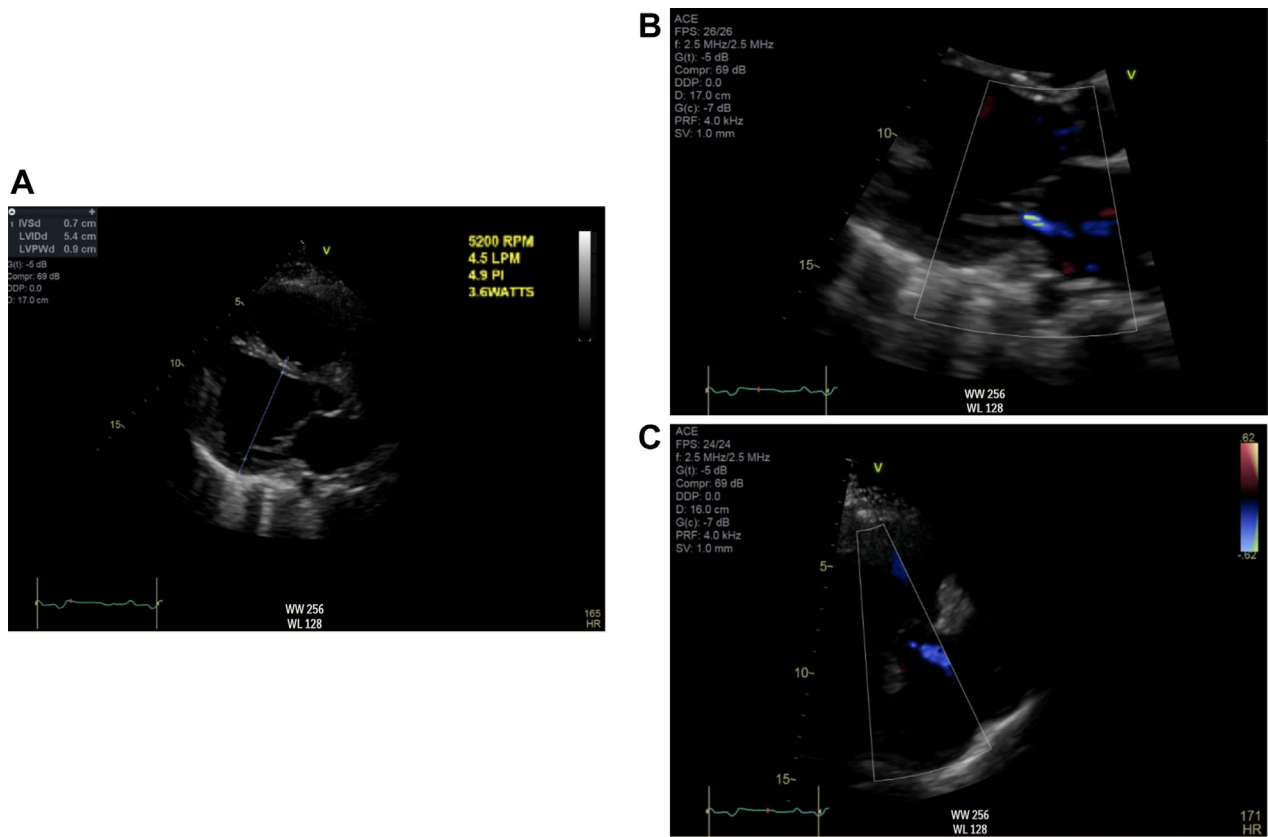 A
IVSd 0.7 cm
LVIDd 5.4 cm
LVPWd 0.9 cm
G(t): -5 dB
Compr: 69 dB
DDP: 0.0
D: 17.0 cm
5200 RPM
4.5 LPM
4.9 PI
3.6WATTS
V
5
10
15
WW 256
WL 128
165
HR
B
ACE
FPS: 26/26
f: 2.5 MHz/2.5 MHz
G(t): -5 dB
Compr: 69 dB
DDP: 0.0
D: 17.0 cm
G(c): -7 dB
PRF: 4.0 kHz
SV: 1.0 mm
V
10
15
WW 256
WL 128
C
ACE
FPS: 24/24
f: 2.5 MHz/2.5 MHz
G(t): -5 dB
Compr: 69 dB
DDP: 0.0
D: 16.0 cm
G(c): -7 dB
PRF: 4.0 kHz
SV: 1.0 mm
V
.62
-.62
5
10
15
WW 256
WL 128
171
HR